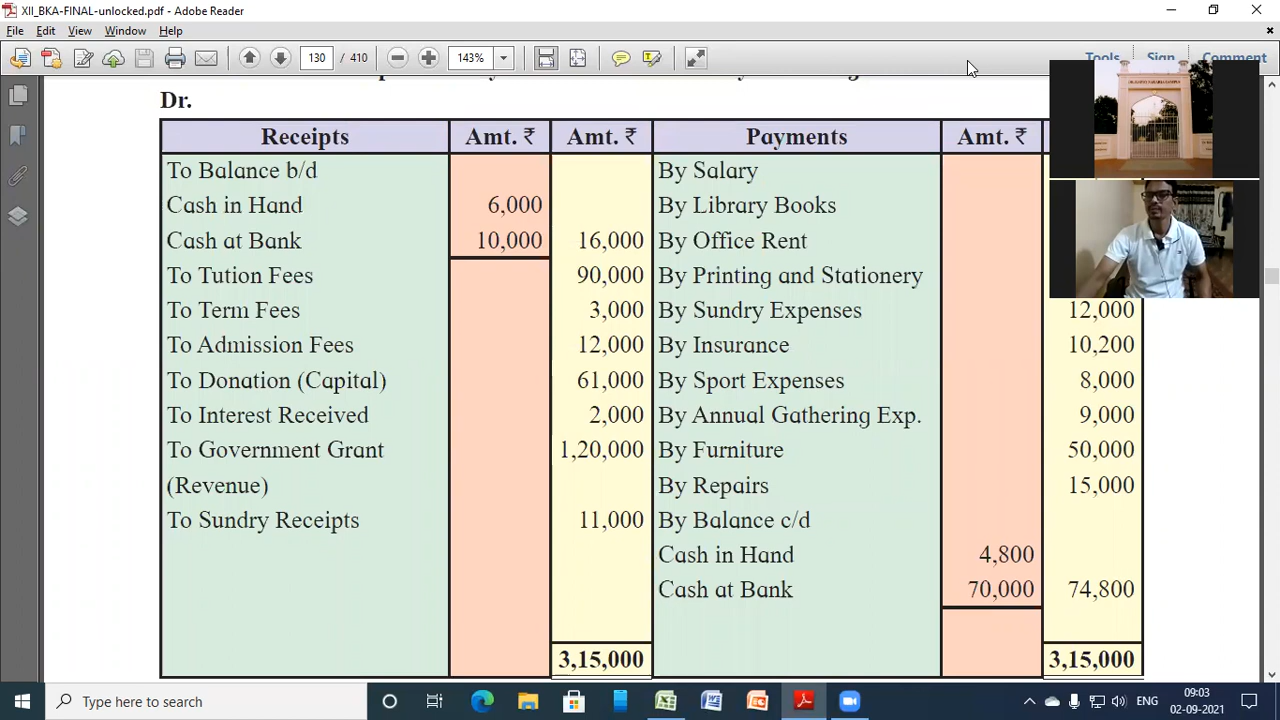 XII_BKA-FINAL-unlocked.pdf - Adobe Reader
File Edit View Window Help
130 / 410 143% Tools Sign Comment
Dr.
Receipts Amt. ₹ Amt. ₹ Payments Amt. ₹
To Balance b/d By Salary
Cash in Hand 6,000 By Library Books
Cash at Bank 10,000 16,000 By Office Rent
To Tution Fees 90,000 By Printing and Stationery
To Term Fees 3,000 By Sundry Expenses 12,000
To Admission Fees 12,000 By Insurance 10,200
To Donation (Capital) 61,000 By Sport Expenses 8,000
To Interest Received 2,000 By Annual Gathering Exp. 9,000
To Government Grant 1,20,000 By Furniture 50,000
(Revenue) By Repairs 15,000
To Sundry Receipts 11,000 By Balance c/d
Cash in Hand 4,800
Cash at Bank 70,000 74,800
3,15,000 3,15,000
Type here to search
ENG
09:03
02-09-2021